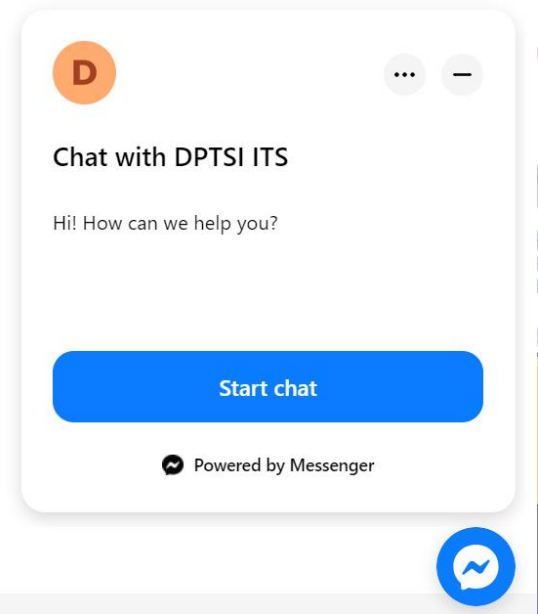 D
Chat with DPTSI ITS
Hi! How can we help you?
Start chat
Powered by Messenger